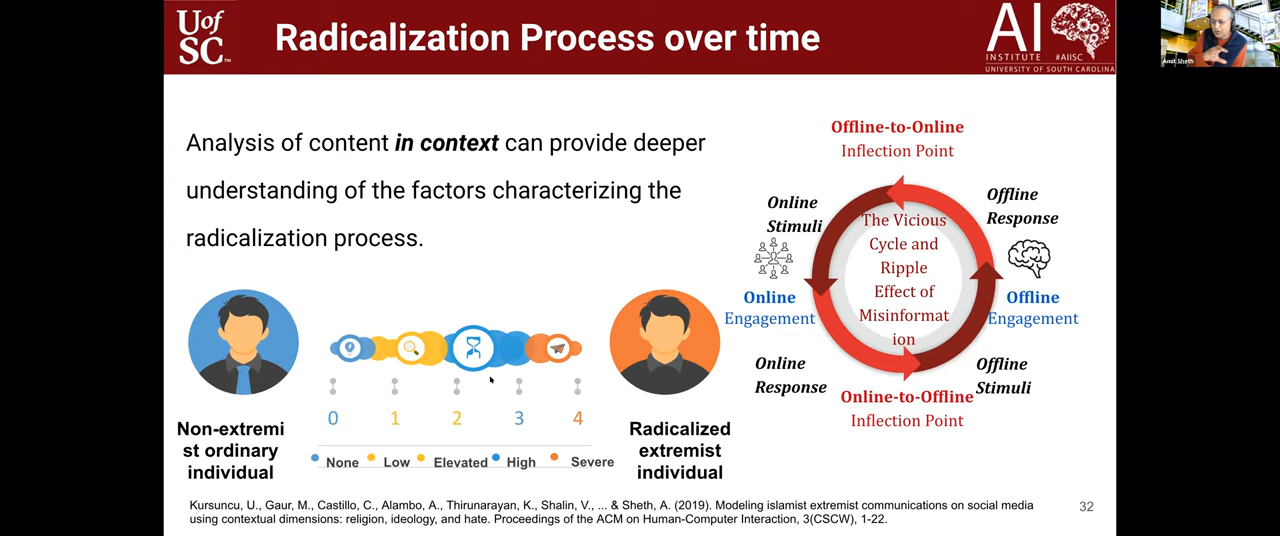 UofSC™
Radicalization Process over time
AI
INSTITUTE #AIISC
UNIVERSITY OF SOUTH CAROLINA
Amit Sheth
Analysis of content in context can provide deeper
understanding of the factors characterizing the
radicalization process.
Non-extremi
st ordinary
individual
0 1 2 3 4
None Low Elevated High Severe
Radicalized
extremist
individual
Offline-to-Online
Inflection Point
Online
Stimuli
Offline
Response
The Vicious
Cycle and
Ripple
Effect of
Misinformat
ion
Online
Engagement
Offline
Engagement
Online
Response
Offline
Stimuli
Online-to-Offline
Inflection Point
Kursuncu, U., Gaur, M., Castillo, C., Alambo, A., Thirunarayan, K., Shalin, V., ... & Sheth, A. (2019). Modeling islamist extremist communications on social media
using contextual dimensions: religion, ideology, and hate. Proceedings of the ACM on Human-Computer Interaction, 3(CSCW), 1-22.
32